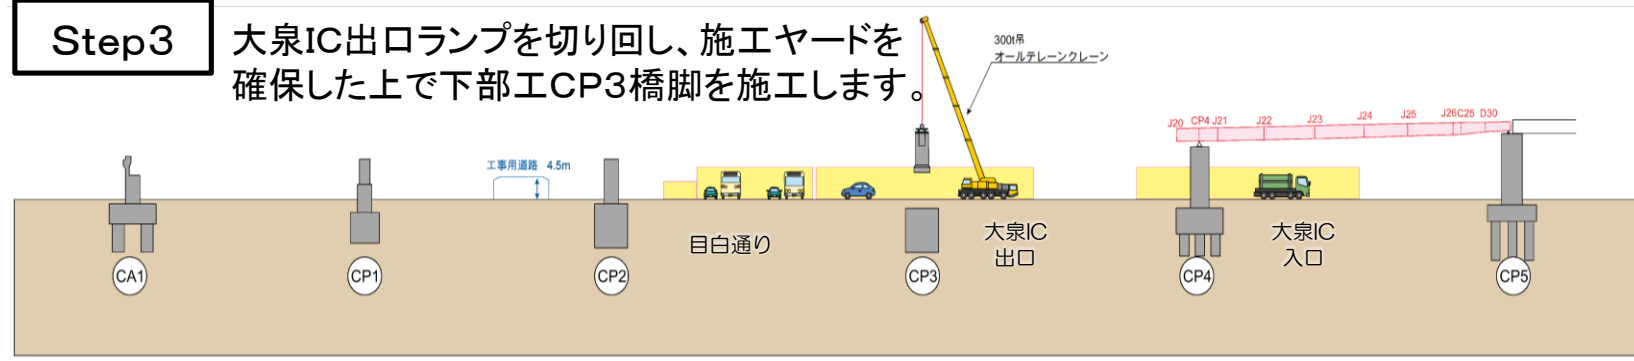 Step3
大泉IC出口ランプを切り回し、施工ヤードを
確保した上で下部工CP3橋脚を施工します。
300t吊
オールテレーンクレーン
J20 CP4 J21 J22 J23 J24 J25 J26 C25 D30
工事用道路 4.5m
目白通り
大泉IC
出口
大泉IC
入口
CA1
CP1
CP2
CP3
CP4
CP5